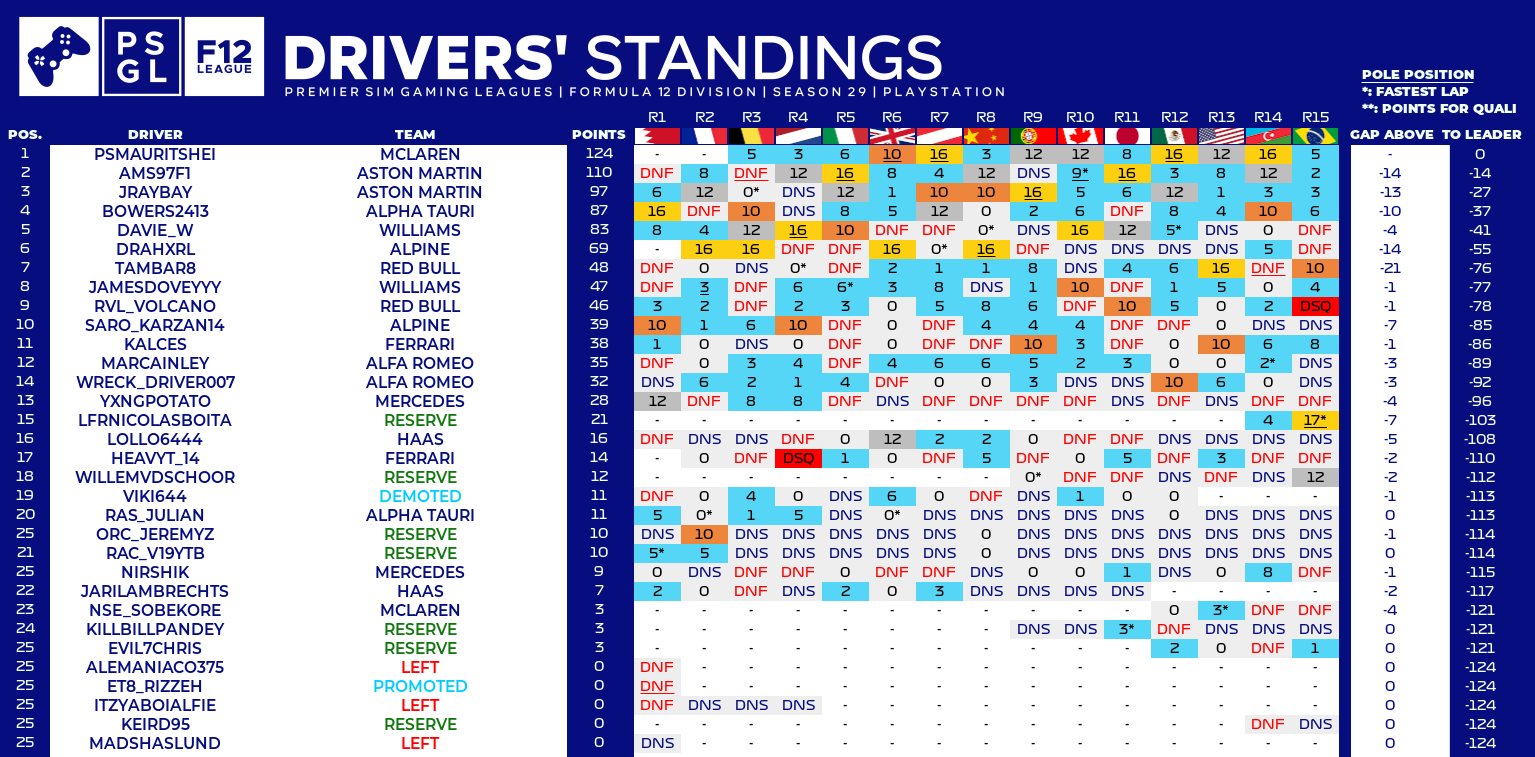 PS
GL
F12
LEAGUE
DRIVERS' STANDINGS
PREMIER SIM GAMING LEAGUES | FORMULA 12 DIVISION | SEASON 29 | PLAYSTATION
POLE POSITION
*: FASTEST LAP
**: POINTS FOR QUALI
R1 R2 R3 R4 R5 R6 R7 R8 R9 R10 R11 R12 R13 R14 R15
POS. DRIVER TEAM POINTS GAP ABOVE TO LEADER
1 PSMAURITSHEI MCLAREN 124 - - 5 3 6 10 16 3 12 12 8 16 12 16 5 - 0
2 AMS97F1 ASTON MARTIN 110 DNF 8 DNF 12 16 8 4 12 DNS 9* 16 3 8 12 2 -14 -14
3 JRAYBAY ASTON MARTIN 97 6 12 0* DNS 12 1 10 10 16 5 6 12 1 3 3 -13 -27
4 BOWERS2413 ALPHA TAURI 87 16 DNF 10 DNS 8 5 12 0 2 6 DNF 8 4 10 6 -10 -37
5 DAVIE_W WILLIAMS 83 8 4 12 16 10 DNF DNF 0* DNS 16 12 5* DNS 0 DNF -4 -41
6 DRAHXRL ALPINE 69 - 16 16 DNF DNF 16 0* 16 DNF DNS DNS DNS DNS 5 DNF -14 -55
7 TAMBAR8 RED BULL 48 DNF 0 DNS 0* DNF 2 1 1 8 DNS 4 6 16 DNF 10 -21 -76
8 JAMESDOVEYYY WILLIAMS 47 DNF 3 DNF 6 6* 3 8 DNS 1 10 DNF 1 5 0 4 -1 -77
9 RVL_VOLCANO RED BULL 46 3 2 DNF 2 3 0 5 8 6 DNF 10 5 0 2 DSQ -1 -78
10 SARO_KARZAN14 ALPINE 39 10 1 6 10 DNF 0 DNF 4 4 4 DNF DNF 0 DNS DNS -7 -85
11 KALCES FERRARI 38 1 0 DNS 0 DNF 0 DNF DNF 10 3 DNF 0 10 6 8 -1 -86
12 MARCAINLEY ALFA ROMEO 35 DNF 0 3 4 DNF 4 6 6 5 2 3 0 0 2* DNS -3 -89
14 WRECK_DRIVER007 ALFA ROMEO 32 DNS 6 2 1 4 DNF 0 0 3 DNS DNS 10 6 0 DNS -3 -92
13 YXNGPOTATO MERCEDES 28 12 DNF 8 8 DNF DNS DNF DNF DNF DNF DNS DNF DNS DNF DNS -4 -96
15 LFRNICOLASBOITA RESERVE 21 - - - - - - - - - - - - - 4 17* -7 -103
16 LOLLO6444 HAAS 16 DNF DNS DNS DNF 0 12 2 2 0 DNF DNF DNS DNS DNS DNS -5 -108
17 HEAVYT_14 FERRARI 14 - 0 DNF DSQ 1 0 DNF 5 DNF 0 5 DNF 3 DNF DNF -2 -110
18 WILLEMVDSCHOOR RESERVE 12 - - - - - - - - 0* DNF DNF DNS DNF DNS 12 -2 -112
19 VIKI644 DEMOTED 11 DNF 0 4 0 DNS 6 0 DNF DNS 1 0 0 - - - -1 -113
20 RAS_JULIAN ALPHA TAURI 11 5 0* 1 5 DNS 0* DNS DNS DNS DNS DNS 0 DNS DNS DNS 0 -113
25 ORC_JEREMYZ RESERVE 10 DNS 10 DNS DNS DNS DNS DNS 0 DNS DNS DNS DNS DNS DNS DNS -1 -114
21 RAC_V19YTB RESERVE 10 5* 5 DNS DNS DNS DNS DNS 0 DNS DNS DNS DNS DNS DNS DNS 0 -114
25 NIRSHIK MERCEDES 9 0 DNS DNF DNF 0 DNF DNF DNS 0 0 1 DNS 0 8 DNF -1 -115
22 JARILAMBRECHTS HAAS 7 2 0 DNF DNS 2 0 3 DNS DNS DNS DNS - - - - -2 -117
23 NSE_SOBEKORE MCLAREN 3 - - - - - - - - - - - 0 3* DNF DNF -4 -121
24 KILLBILLPANDEY RESERVE 3 - - - - - - - - DNS DNS 3* DNF DNS DNS DNS 0 -121
25 EVIL7CHRIS RESERVE 3 - - - - - - - - - - - 2 0 DNF 1 0 -121
25 ALEMANIACO375 LEFT 0 DNF - - - - - - - - - - - - - - 0 -124
25 ET8_RIZZEH PROMOTED 0 DNF - - - - - - - - - - - - - - 0 -124
25 ITZYABOIALFIE LEFT 0 DNF DNS DNS DNS - - - - - - - - - - - 0 -124
25 KEIRD95 RESERVE 0 - - - - - - - - - - - - - DNF DNS 0 -124
25 MADSHASLUND LEFT 0 DNS - - - - - - - - - - - - - - 0 -124